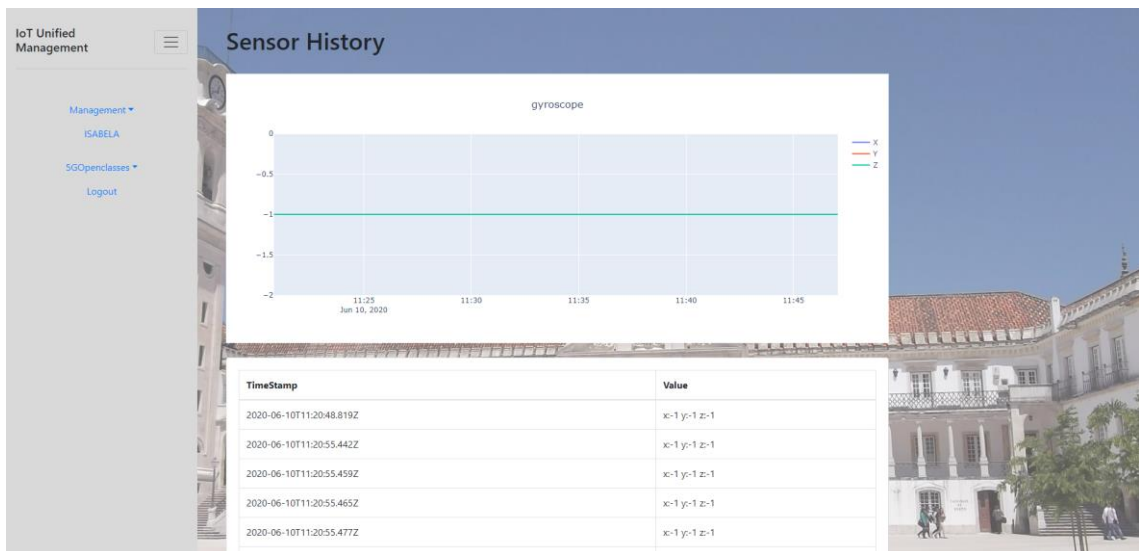 IoT Unified
Management
Management
ISABELA
5GOpenclasses
Logout
Sensor History
gyroscope
0
−0.5
−1
−1.5
−2
11:25
Jun 10, 2020
11:30
11:35
11:40
11:45
X
Y
Z
TimeStamp Value
2020-06-10T11:20:48.819Z x:-1 y:-1 z:-1
2020-06-10T11:20:55.442Z x:-1 y:-1 z:-1
2020-06-10T11:20:55.459Z x:-1 y:-1 z:-1
2020-06-10T11:20:55.465Z x:-1 y:-1 z:-1
2020-06-10T11:20:55.477Z x:-1 y:-1 z:-1